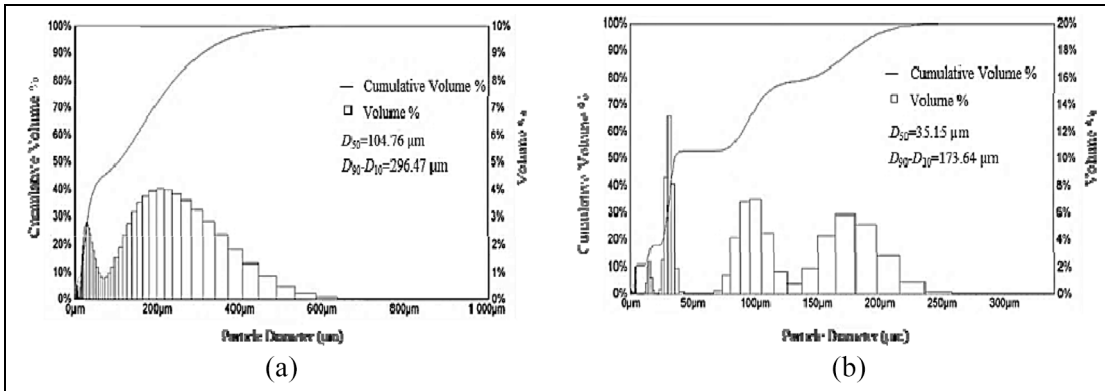 100%
90%
80%
70%
60%
50%
40%
30%
20%
10%
0%
10%
9%
8%
7%
6%
5%
4%
3%
2%
1%
0%
Cumulative Volume %
Volume %
Cumulative Volume %
Volume %
D50=104.76 μm
D90-D10=296.47 μm
0μm 200μm 400μm 600μm 800μm 1 000μm
Particle Diameter (μm)
(a)
100%
90%
80%
70%
60%
50%
40%
30%
20%
10%
0%
20%
18%
16%
14%
12%
10%
8%
6%
4%
2%
0%
Cumulative Volume %
Volume %
Cumulative Volume %
Volume %
D50=35.15 μm
D90-D10=173.64 μm
0μm 50μm 100μm 150μm 200μm 250μm 300μm
Particle Diameter (μm)
(b)